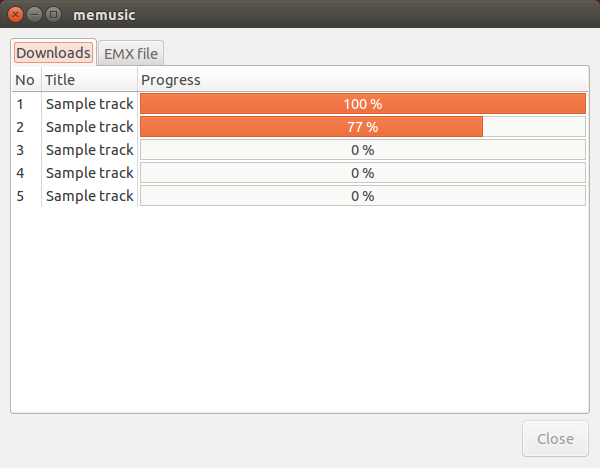 memusic
Downloads EMX file
No Title Progress
1 Sample track 100 %
2 Sample track 77 %
3 Sample track 0 %
4 Sample track 0 %
5 Sample track 0 %
Close